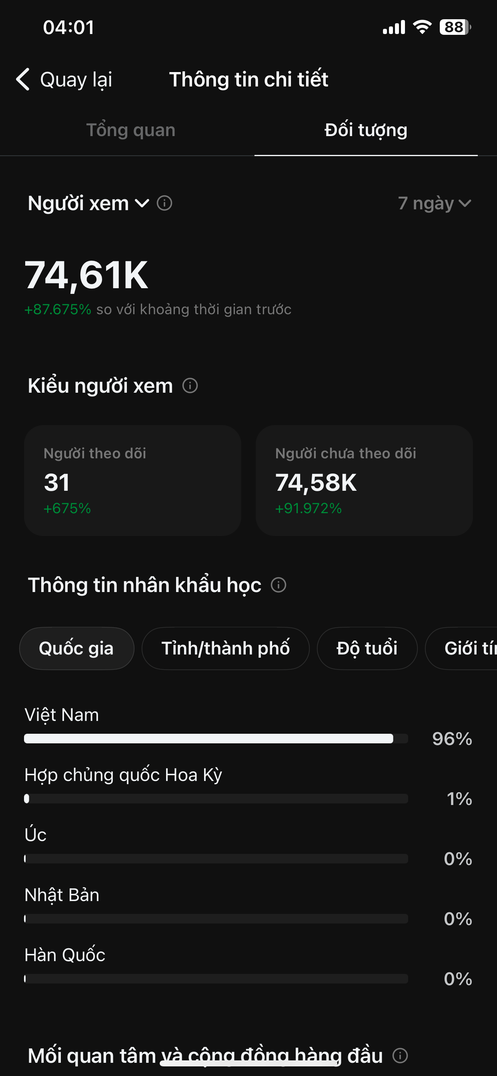 04:01
88
Quay lại
Thông tin chi tiết
Tổng quan
Đối tượng
Người xem
7 ngày
74,61K
+87.675% so với khoảng thời gian trước
Kiểu người xem
Người theo dõi
Người chưa theo dõi
31
74,58K
+675%
+91.972%
Thông tin nhân khẩu học
Quốc gia
Tỉnh/thành phố
Độ tuổi
Giới tí
Việt Nam
96%
Hợp chủng quốc Hoa Kỳ
1%
Úc
0%
Nhật Bản
0%
Hàn Quốc
0%
Mối quan tâm và cộng đồng hàng đầu